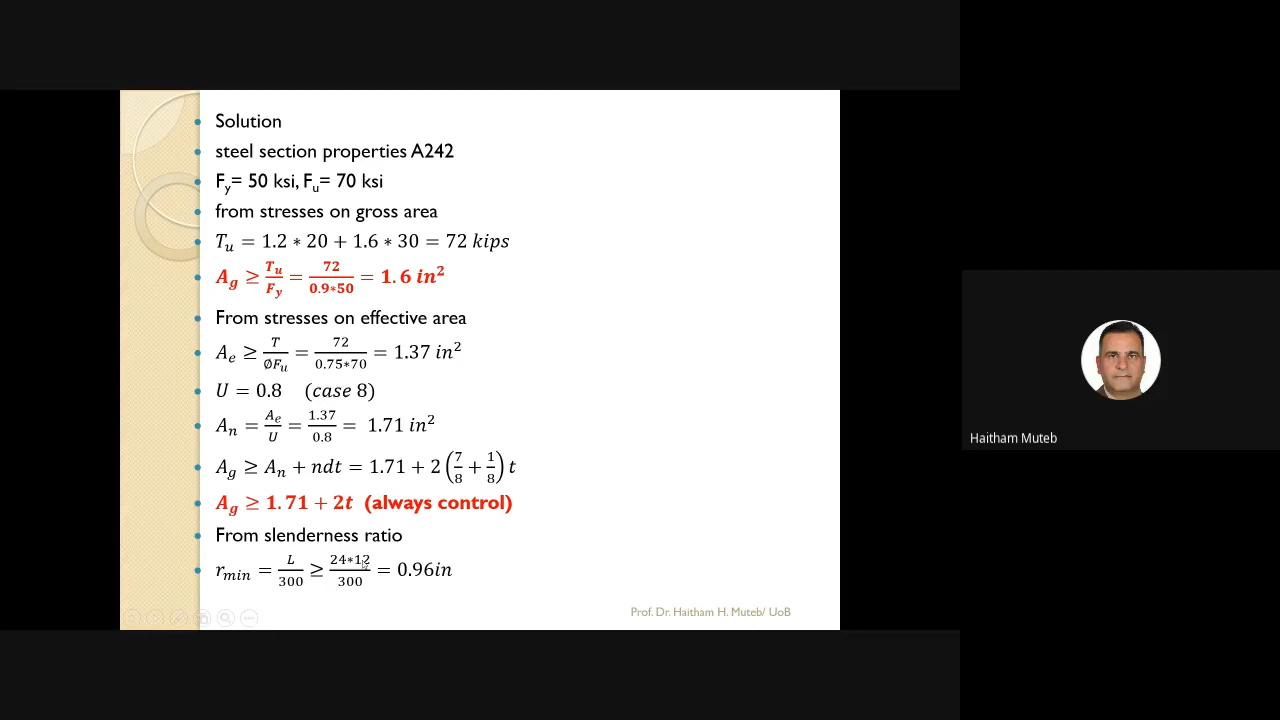 Solution
steel section properties A242
Fy= 50 ksi, Fu= 70 ksi
from stresses on gross area
Tu = 1.2 ∗ 20 + 1.6 ∗ 30 = 72 kips
Ag ≥ Tu/Fy = 72/0.9∗50 = 1.6 in²
From stresses on effective area
Ae ≥ T/∅Fu = 72/0.75∗70 = 1.37 in²
U = 0.8 (case 8)
An = Ae/U = 1.37/0.8 = 1.71 in²
Ag ≥ An + ndt = 1.71 + 2(7/8 + 1/8)t
Ag ≥ 1.71 + 2t (always control)
From slenderness ratio
rmin = L/300 ≥ 24∗12/300 = 0.96in
Prof. Dr. Haitham H. Muteb/ UoB
Haitham Muteb